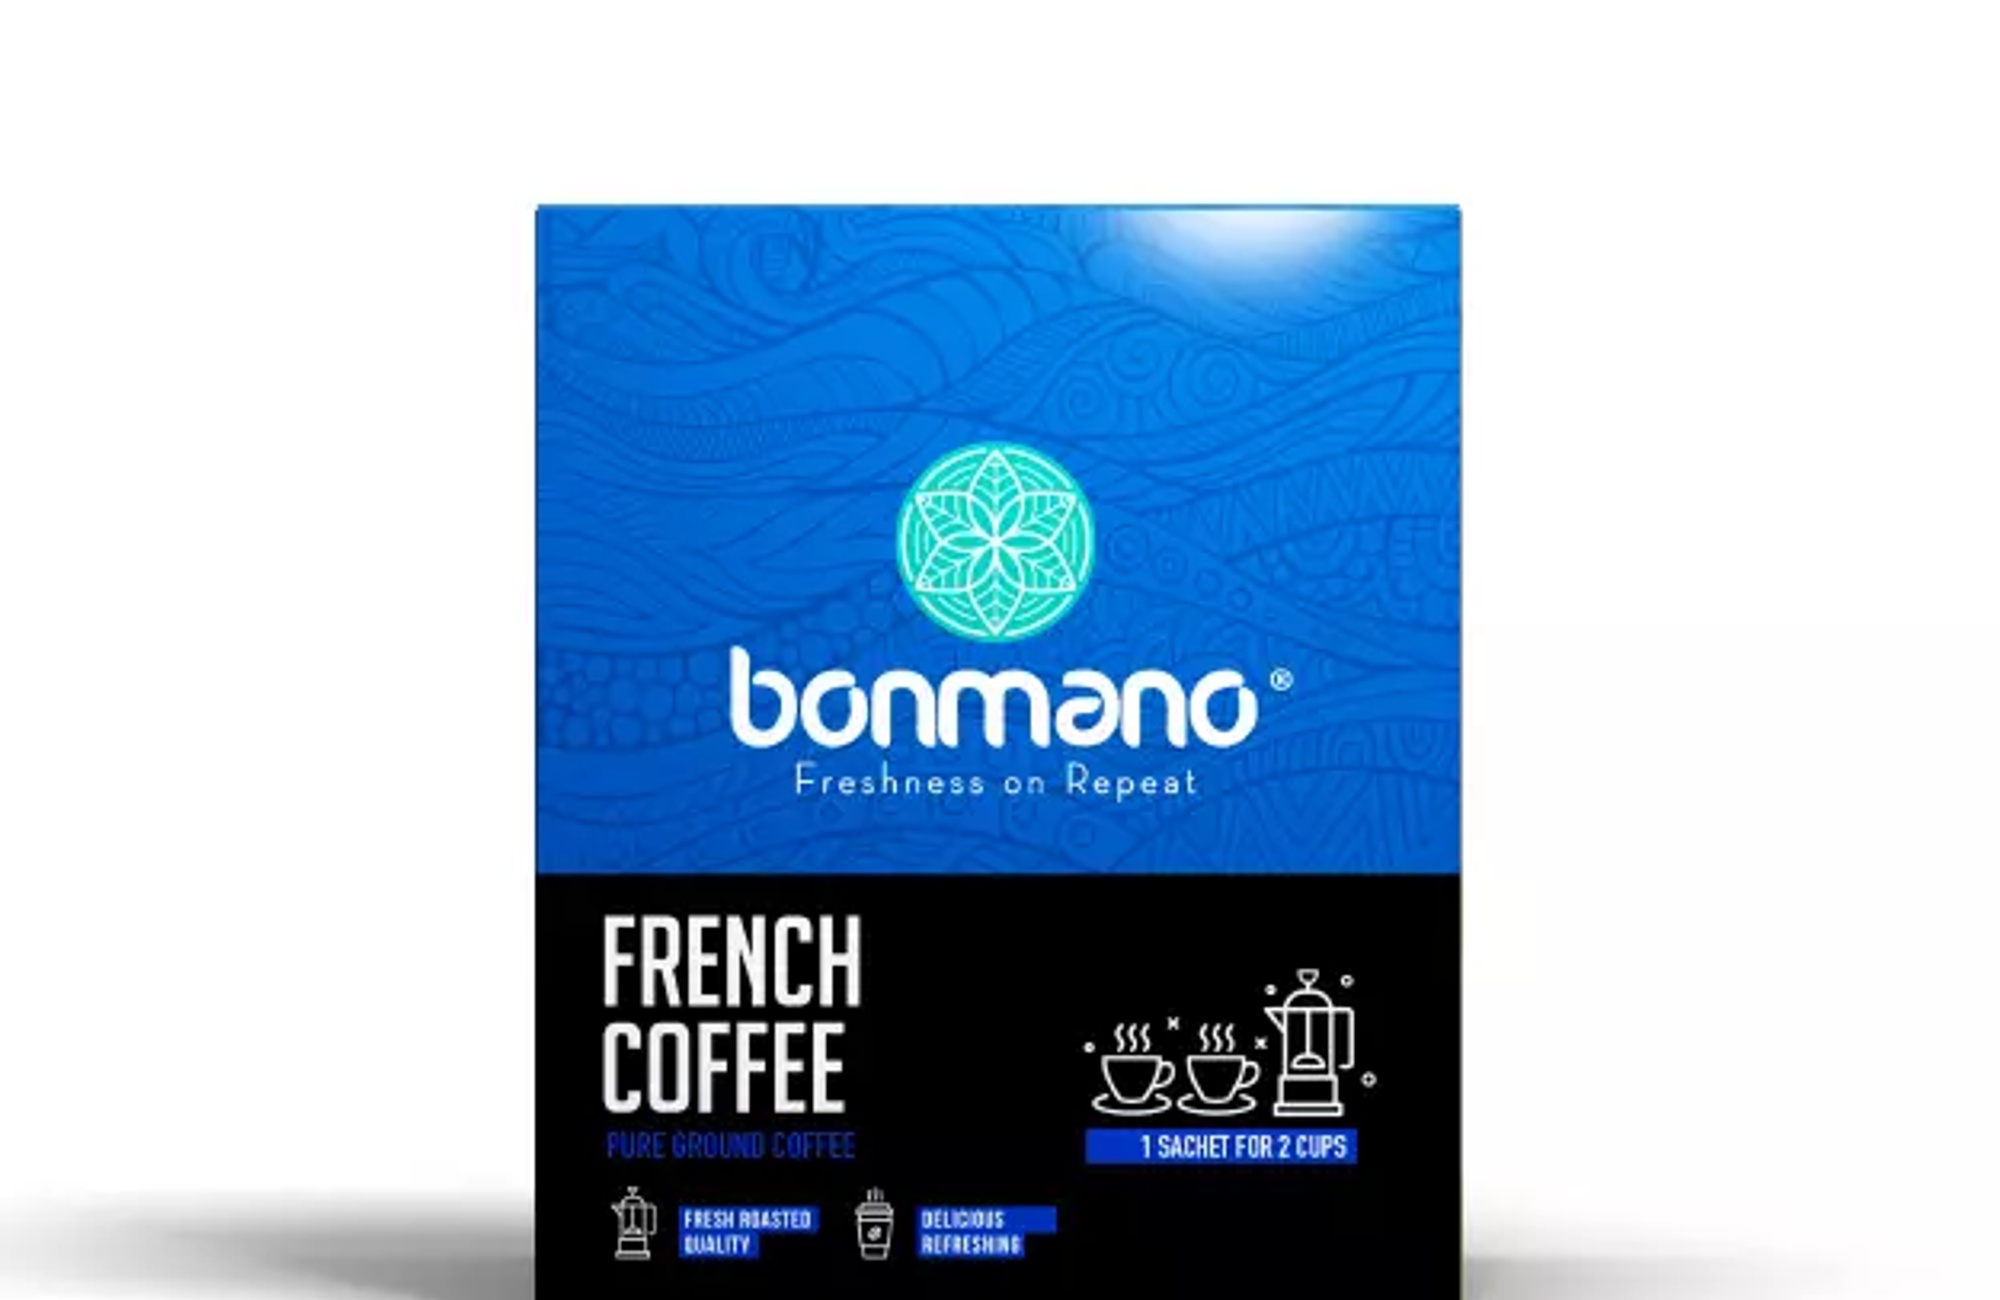 bonmano®
Freshness on Repeat
FRENCH
COFFEE
PURE GROUND COFFEE
1 SACHET FOR 2 CUPS
FRESH ROASTED
QUALITY
DELICIOUS
REFRESHING